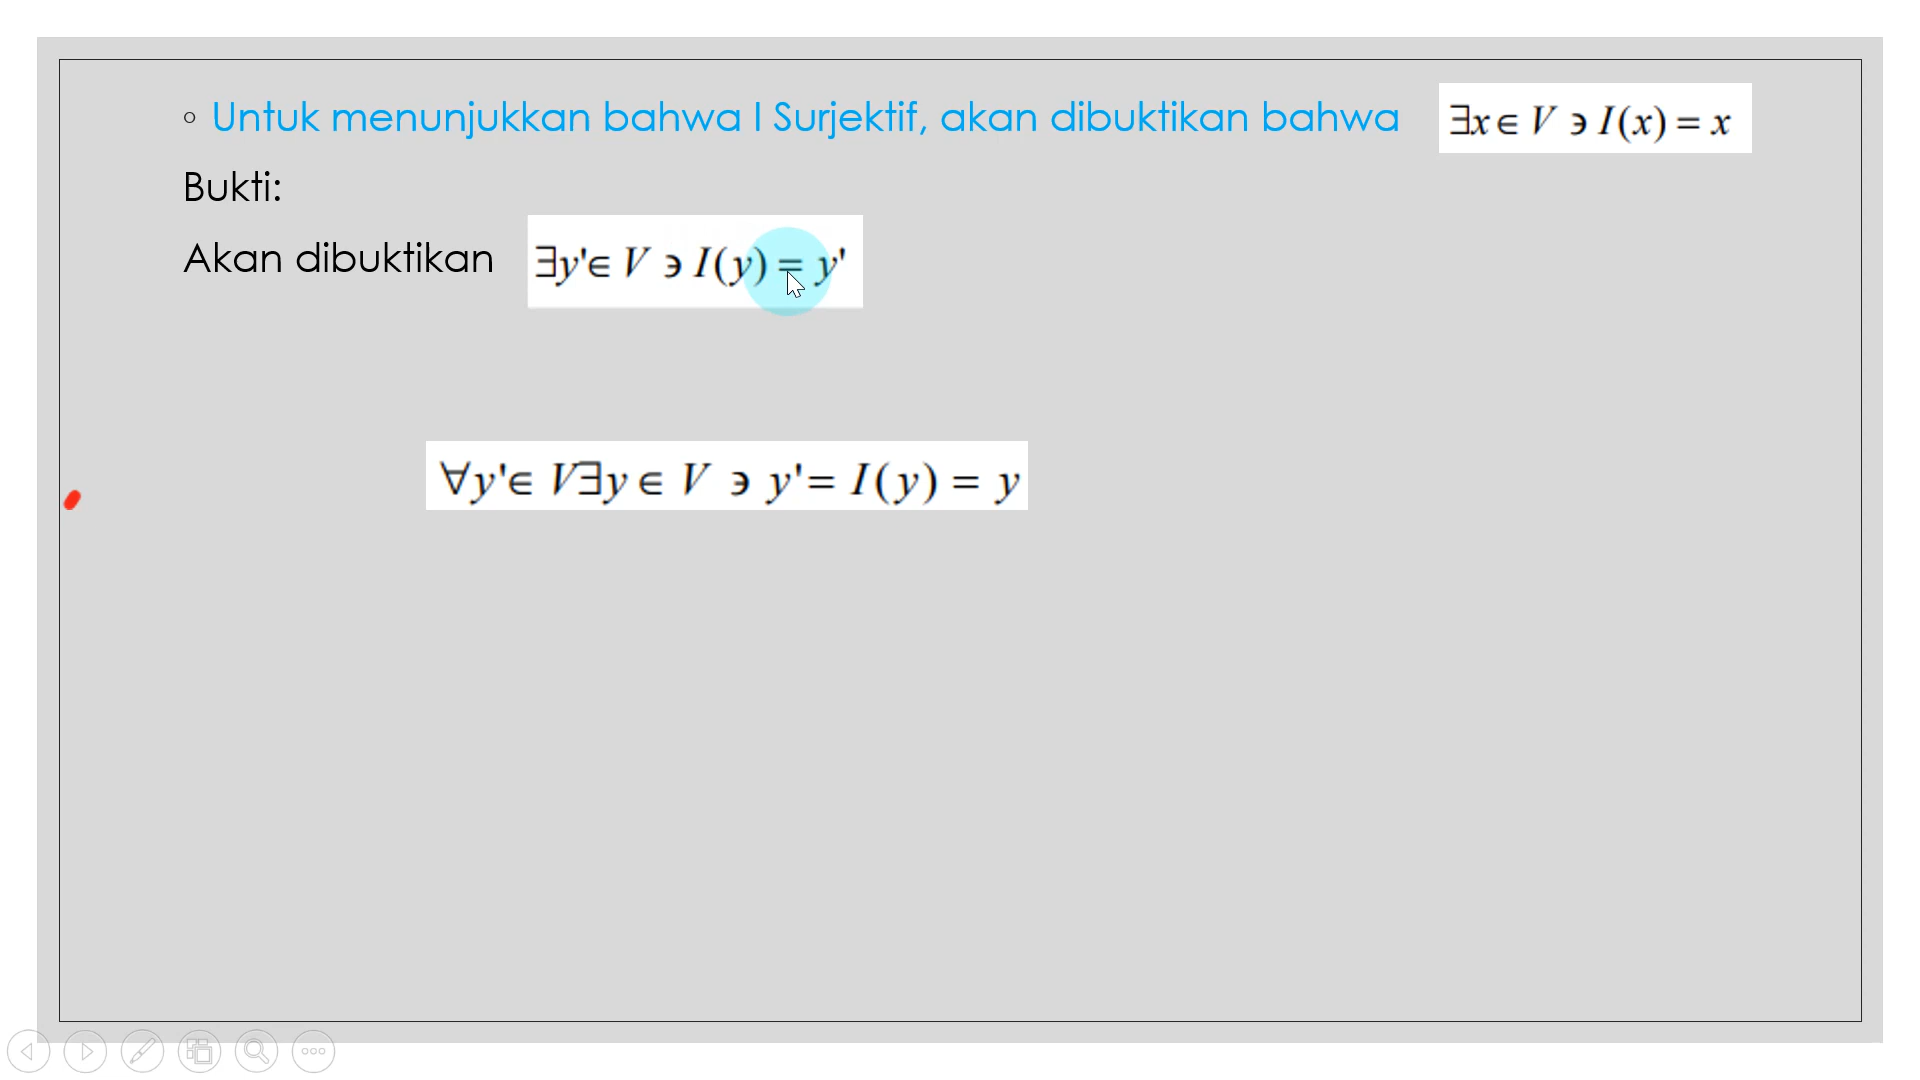 ◦ Untuk menunjukkan bahwa I Surjektif, akan dibuktikan bahwa ∃x∈ V ∍ I(x) = x
Bukti:
Akan dibuktikan ∃y'∈ V ∍ I(y) = y'
∀y'∈ V∃y ∈ V ∍ y'= I(y) = y